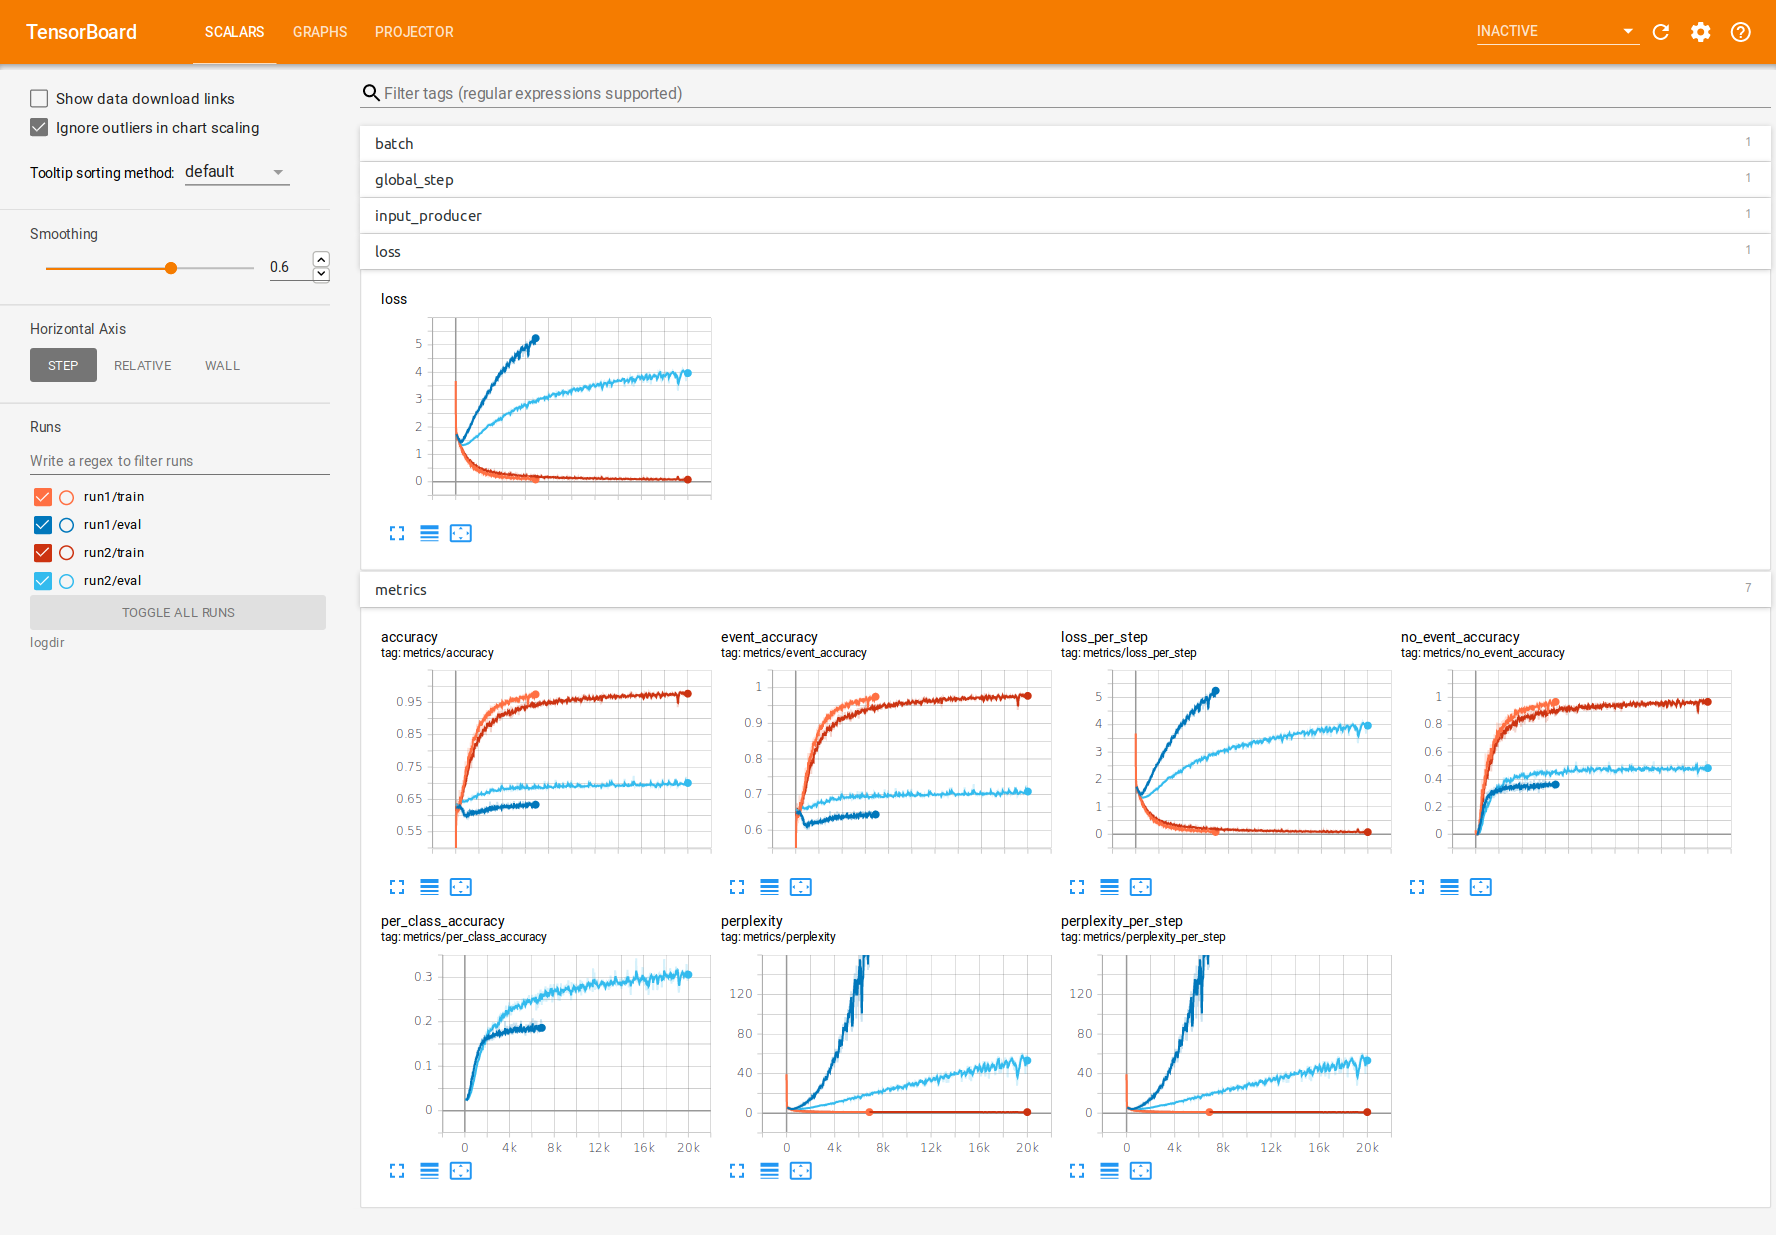 TensorBoard SCALARS GRAPHS PROJECTOR INACTIVE
Show data download links
Ignore outliers in chart scaling
Tooltip sorting method: default
Smoothing
0.6
Horizontal Axis
STEP RELATIVE WALL
Runs
Write a regex to filter runs
run1/train
run1/eval
run2/train
run2/eval
TOGGLE ALL RUNS
logdir
Filter tags (regular expressions supported)
batch 1
global_step 1
input_producer 1
loss 1
loss
5
4
3
2
1
0
metrics 7
accuracy
tag: metrics/accuracy
0.95
0.85
0.75
0.65
0.55
event_accuracy
tag: metrics/event_accuracy
1
0.9
0.8
0.7
0.6
loss_per_step
tag: metrics/loss_per_step
5
4
3
2
1
0
no_event_accuracy
tag: metrics/no_event_accuracy
1
0.8
0.6
0.4
0.2
0
per_class_accuracy
tag: metrics/per_class_accuracy
0.3
0.2
0.1
0
0 4k 8k 12k 16k 20k
perplexity
tag: metrics/perplexity
120
80
40
0
0 4k 8k 12k 16k 20k
perplexity_per_step
tag: metrics/perplexity_per_step
120
80
40
0
0 4k 8k 12k 16k 20k